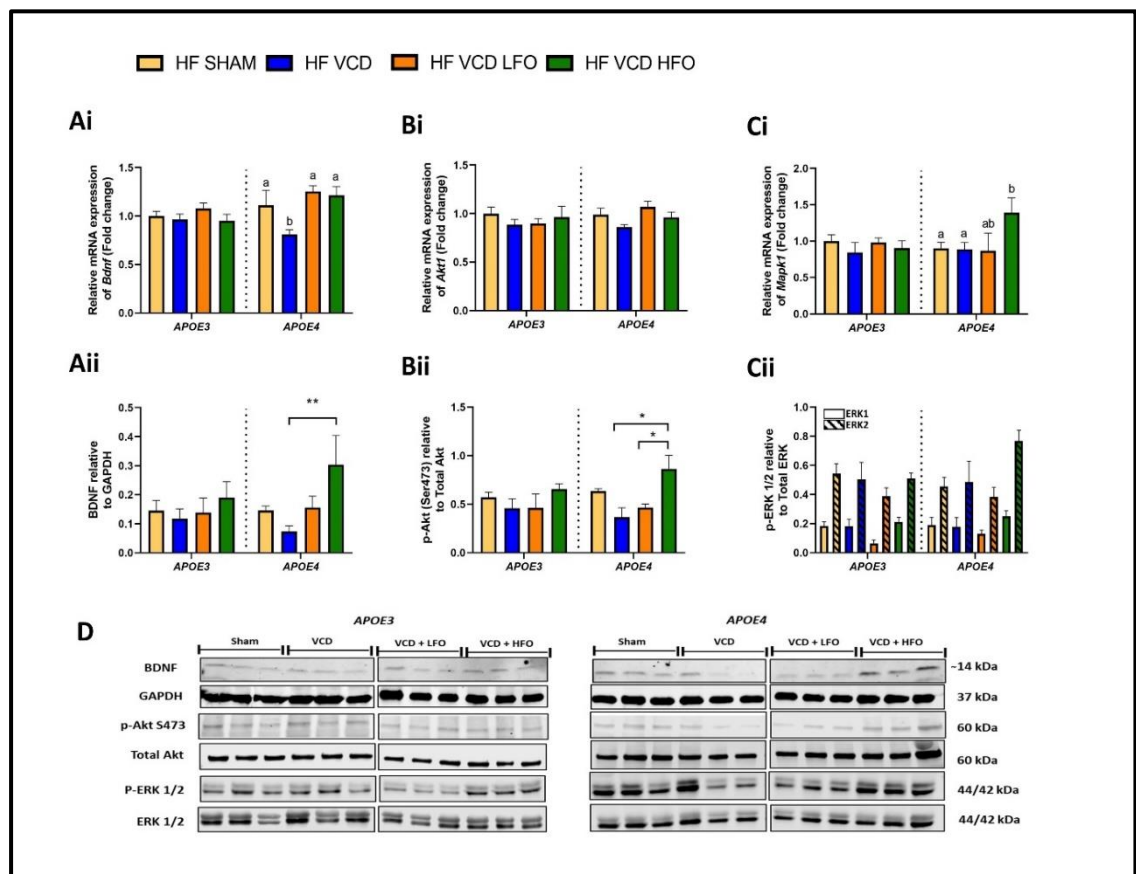 HF SHAM HF VCD HF VCD LFO HF VCD HFO
Ai
Relative mRNA expression
of Bdnf (Fold change)
1.5
1.0
0.5
0.0
a
b
a
a
APOE3
APOE4
Bi
Relative mRNA expression
of Akt1 (Fold change)
1.5
1.0
0.5
0.0
APOE3
APOE4
Ci
Relative mRNA expression
of Mapk1 (Fold change)
2.0
1.5
1.0
0.5
0.0
a
a
ab
b
APOE3
APOE4
Aii
BDNF relative
to GAPDH
0.5
0.4
0.3
0.2
0.1
0.0
**
APOE3
APOE4
Bii
p-Akt (Ser473) relative
to Total Akt
1.5
1.0
0.5
0.0
*
*
APOE3
APOE4
Cii
p-ERK 1/2 relative
to Total ERK
1.0
0.8
0.6
0.4
0.2
0.0
ERK1
ERK2
APOE3
APOE4
D
APOE3 APOE4
Sham VCD VCD + LFO VCD + HFO Sham VCD VCD + LFO VCD + HFO
BDNF ~14 kDa
GAPDH 37 kDa
p-Akt S473 60 kDa
Total Akt 60 kDa
P-ERK 1/2 44/42 kDa
ERK 1/2 44/42 kDa